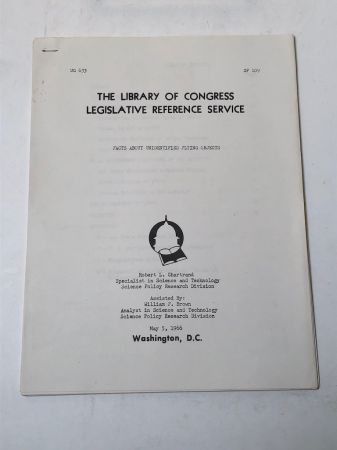 UG 633
SP 109
THE LIBRARY OF CONGRESS
LEGISLATIVE REFERENCE SERVICE
FACTS ABOUT UNIDENTIFIED FLYING OBJECTS
Robert L. Chartrand
Specialist in Science and Technology
Science Policy Research Division
Assisted By:
William F. Brown
Analyst in Science and Technology
Science Policy Research Division
May 5, 1966
Washington, D.C.